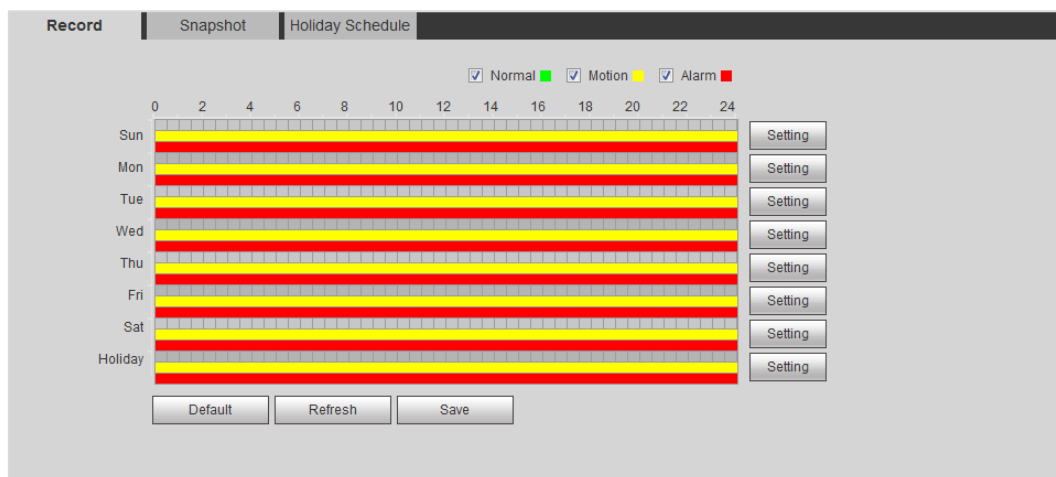 Record Snapshot Holiday Schedule
Normal Motion Alarm
0 2 4 6 8 10 12 14 16 18 20 22 24
Sun Setting
Mon Setting
Tue Setting
Wed Setting
Thu Setting
Fri Setting
Sat Setting
Holiday Setting
Default Refresh Save